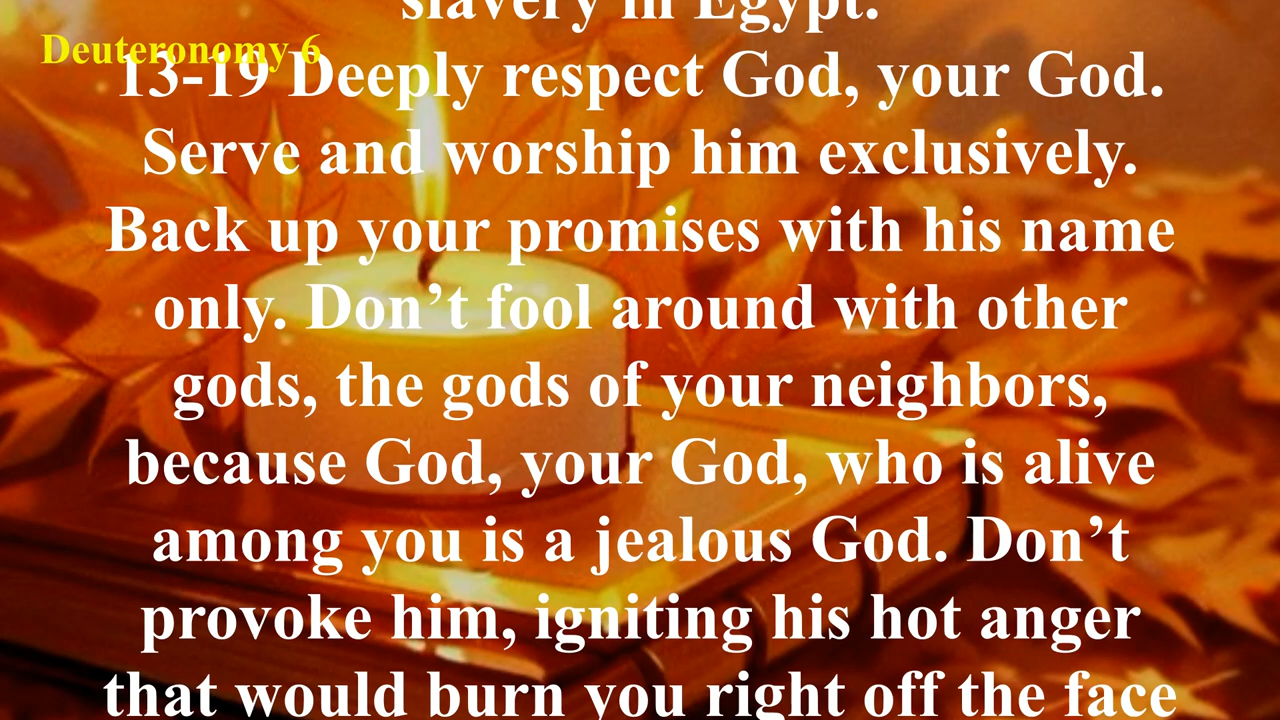 slavery in Egypt.
Deuteronomy 6
13-19 Deeply respect God, your God.
Serve and worship him exclusively.
Back up your promises with his name
only. Don’t fool around with other
gods, the gods of your neighbors,
because God, your God, who is alive
among you is a jealous God. Don’t
provoke him, igniting his hot anger
that would burn you right off the face